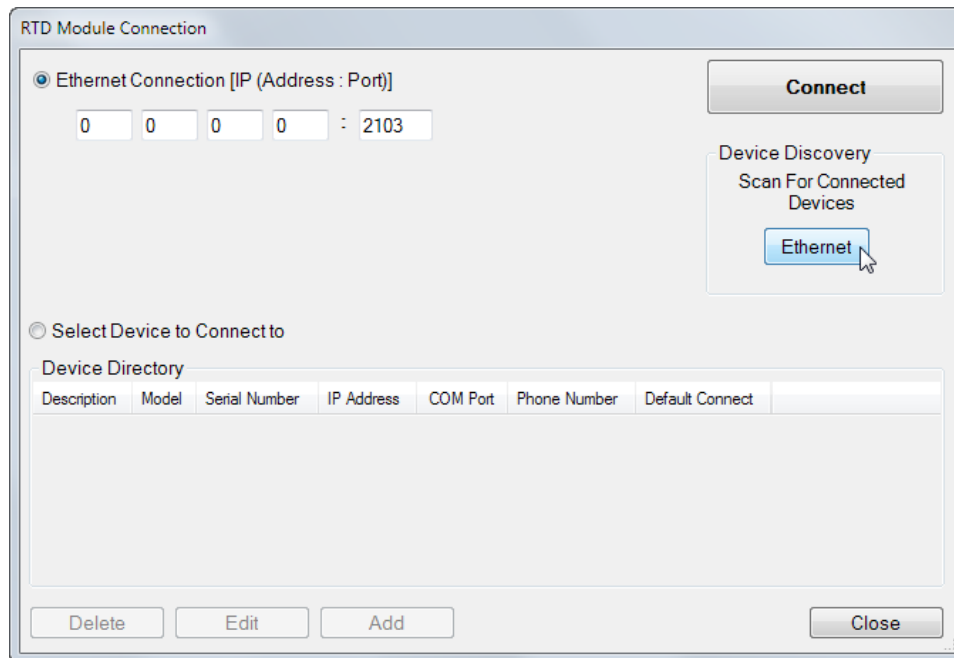 RTD Module Connection
Ethernet Connection [IP (Address : Port)]
0 0 0 0 : 2103
Connect
Device Discovery
Scan For Connected
Devices
Ethernet
Select Device to Connect to
Device Directory
Description Model Serial Number IP Address COM Port Phone Number Default Connect
Delete Edit Add Close